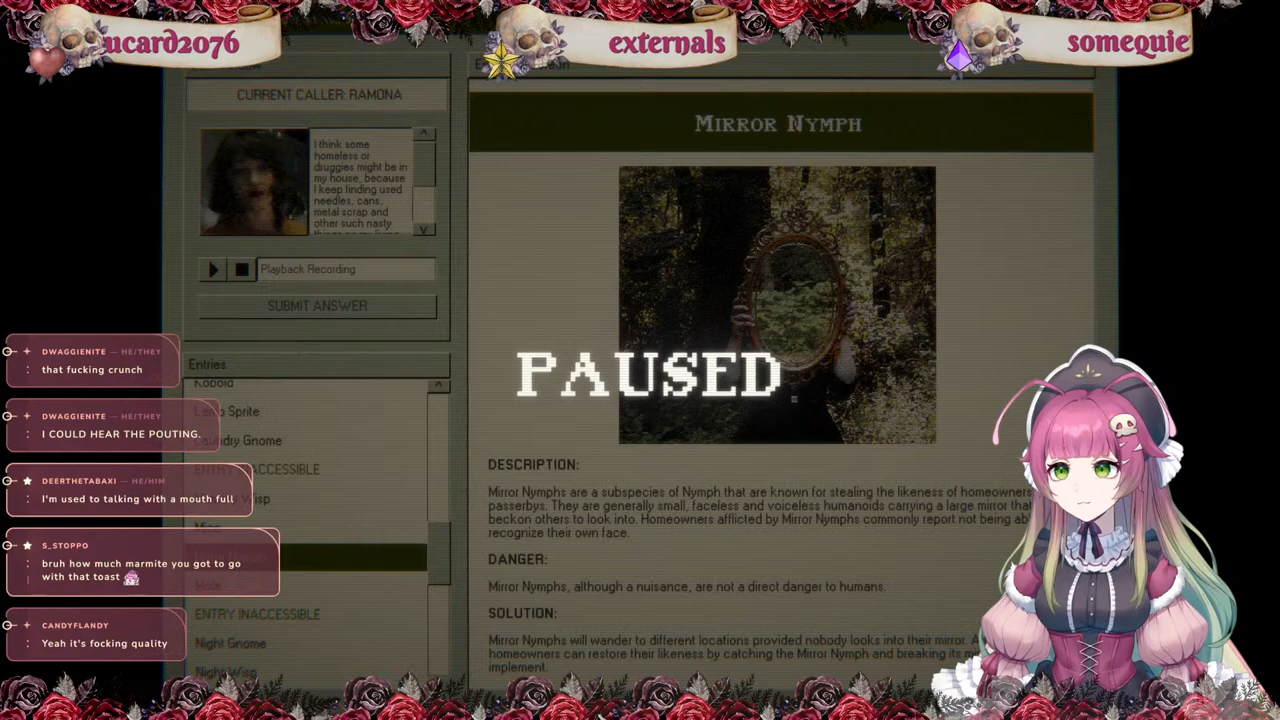 ucard2076
externals
somequie
CURRENT CALLER: RAMONA
I think some
homeless or
druggies might be in
my house, because
I keep finding used
needles, cans,
metal scrap and
other such nasty
Playback Recording
SUBMIT ANSWER
Entries
Kobold
Lamp Sprite
Laundry Gnome
ENTRY INACCESSIBLE
Wisp
Mice
Mole
ENTRY INACCESSIBLE
Night Gnome
Night Wisp
MIRROR NYMPH
PAUSED
DESCRIPTION:
Mirror Nymphs are a subspecies of Nymph that are known for stealing the likeness of homeowners
passerbys. They are generally small, faceless and voiceless humanoids carrying a large mirror
beckon others to look into. Homeowners afflicted by Mirror Nymphs commonly report not being
recognize their own face.
DANGER:
Mirror Nymphs, although a nuisance, are not a direct danger to humans.
SOLUTION:
Mirror Nymphs will wander to different locations provided nobody looks into their mirror.
homeowners can restore their likeness by catching the Mirror Nymph and breaking its
implement.
DWAGGIENITE — HE/THEY
that fucking crunch
DWAGGIENITE — HE/THEY
I COULD HEAR THE POUTING.
DEERTHETABAXI — HE/HIM
I'm used to talking with a mouth full
S_STOPPO
bruh how much marmite you got to go
with that toast
CANDYFLANDY
Yeah it's focking quality